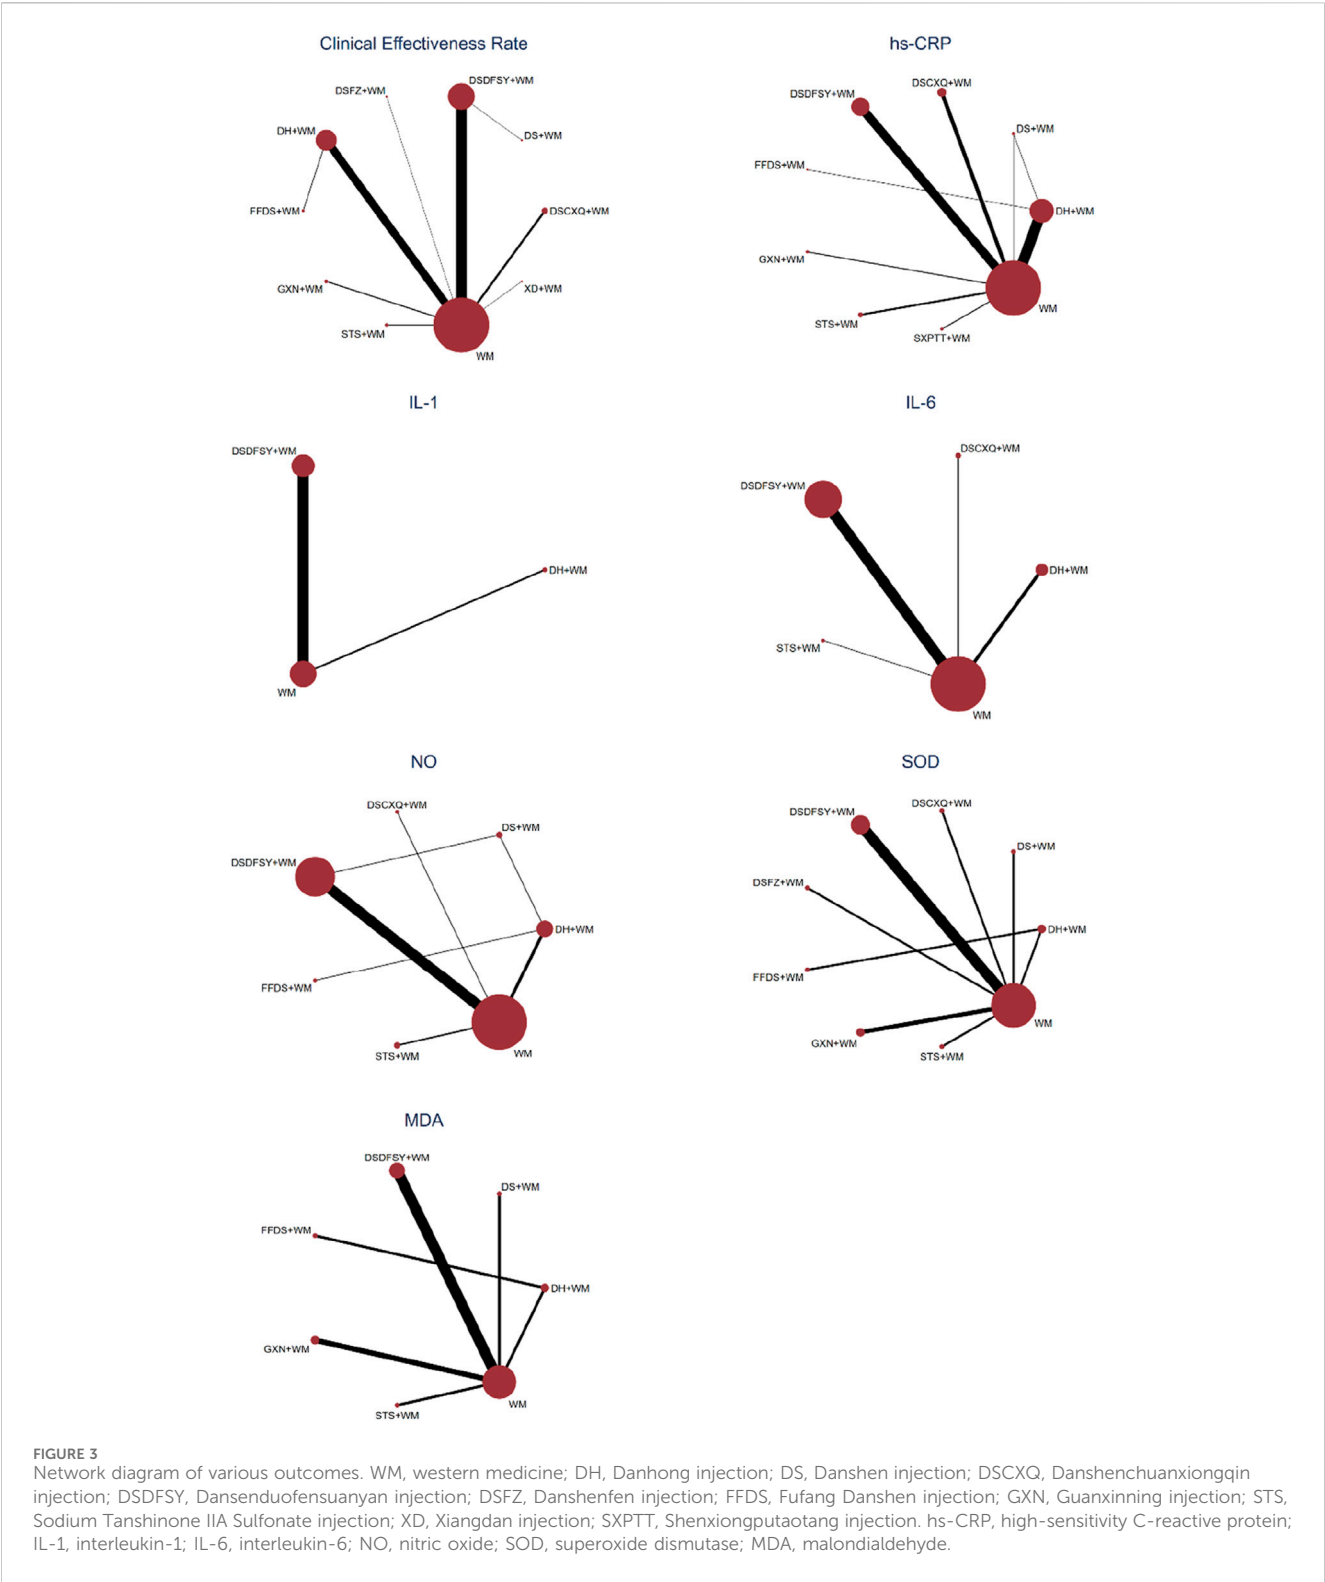 Clinical Effectiveness Rate
DSDFSY+WM
DSFZ+WM
DS+WM
DH+WM
FFDS+WM
DSCXQ+WM
GXN+WM
XD+WM
STS+WM
WM
hs-CRP
DSCXQ+WM
DSDFSY+WM
DS+WM
FFDS+WM
DH+WM
GXN+WM
WM
STS+WM
SXPTT+WM
IL-1
DSDFSY+WM
DH+WM
WM
IL-6
DSCXQ+WM
DSDFSY+WM
DH+WM
STS+WM
WM
NO
DSCXQ+WM
DS+WM
DSDFSY+WM
DH+WM
FFDS+WM
STS+WM
WM
SOD
DSCXQ+WM
DSDFSY+WM
DS+WM
DSFZ+WM
DH+WM
FFDS+WM
WM
GXN+WM
STS+WM
MDA
DSDFSY+WM
DS+WM
FFDS+WM
DH+WM
GXN+WM
WM
STS+WM
FIGURE 3
Network diagram of various outcomes. WM, western medicine; DH, Danhong injection; DS, Danshen injection; DSCXQ, Danshenchuanxiongqin
injection; DSDFSY, Dansenduofensuanyan injection; DSFZ, Danshenfen injection; FFDS, Fufang Danshen injection; GXN, Guanxinning injection; STS,
Sodium Tanshinone IIA Sulfonate injection; XD, Xiangdan injection; SXPTT, Shenxiongputaotang injection. hs-CRP, high-sensitivity C-reactive protein;
IL-1, interleukin-1; IL-6, interleukin-6; NO, nitric oxide; SOD, superoxide dismutase; MDA, malondialdehyde.